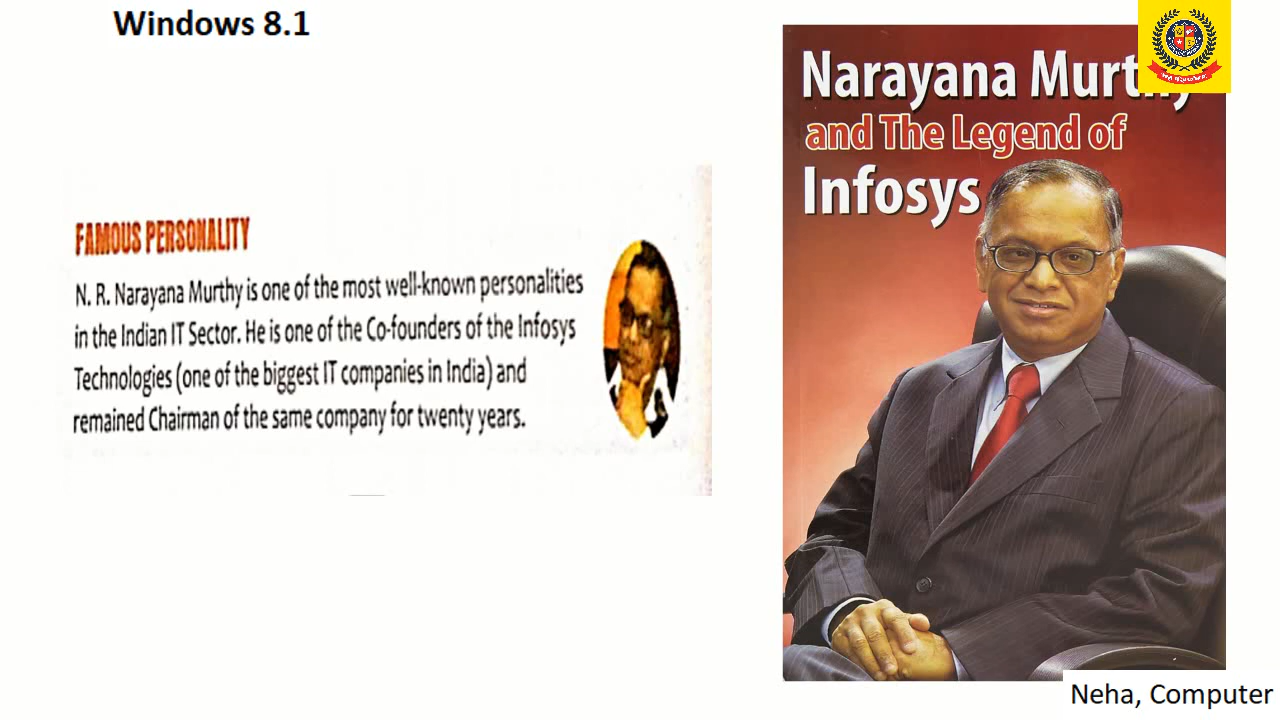 Windows 8.1
FAMOUS PERSONALITY
N. R. Narayana Murthy is one of the most well-known personalities
in the Indian IT Sector. He is one of the Co-founders of the Infosys
Technologies (one of the biggest IT companies in India) and
remained Chairman of the same company for twenty years.
Narayana Murthy
and The Legend of
Infosys
Neha, Computer